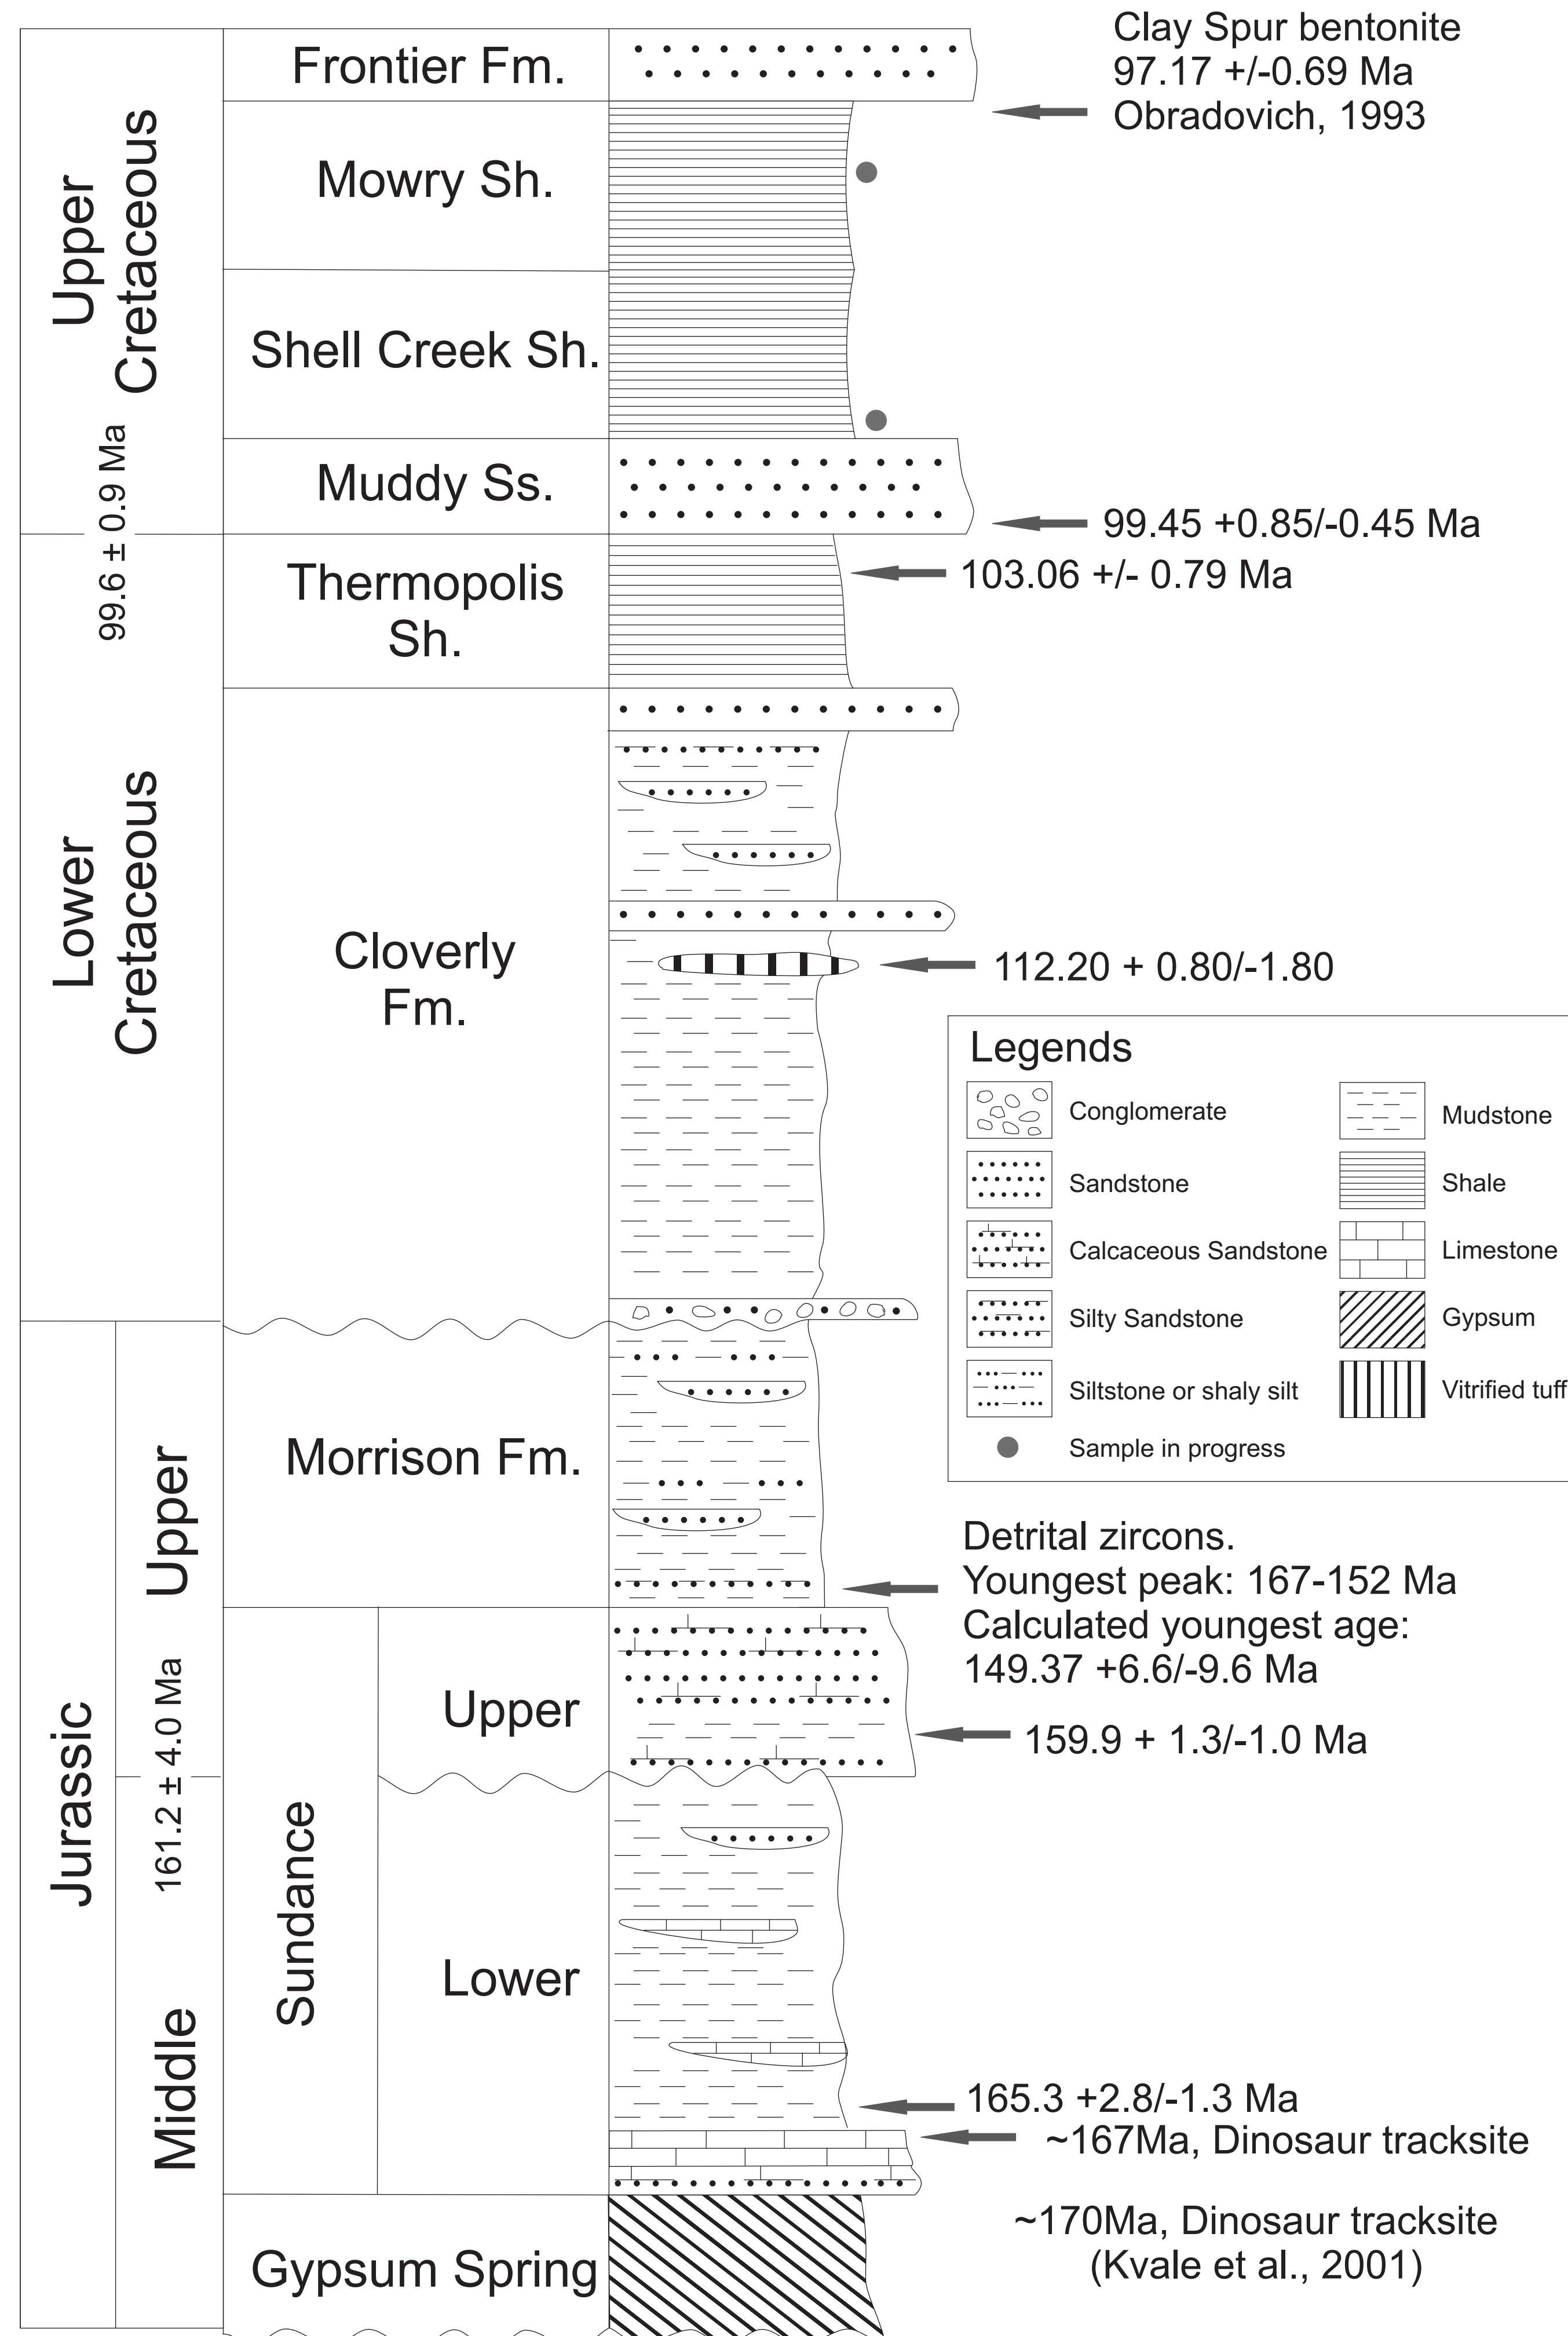 Clay Spur bentonite
97.17 +/-0.69 Ma
Obradovich, 1993
Upper
Cretaceous
Frontier Fm.
Mowry Sh.
Shell Creek Sh.
Muddy Ss.
99.45 +0.85/-0.45 Ma
99.6 ± 0.9 Ma
Lower
Cretaceous
Thermopolis
Sh.
103.06 +/- 0.79 Ma
Cloverly
Fm.
112.20 + 0.80/-1.80
Legends
Conglomerate
Mudstone
Sandstone
Shale
Calcaceous Sandstone
Limestone
Silty Sandstone
Gypsum
Siltstone or shaly silt
Vitrified tuff
Sample in progress
Jurassic
Upper
161.2 ± 4.0 Ma
Middle
Morrison Fm.
Detrital zircons.
Youngest peak: 167-152 Ma
Calculated youngest age:
149.37 +6.6/-9.6 Ma
Sundance
Upper
159.9 + 1.3/-1.0 Ma
Lower
165.3 +2.8/-1.3 Ma
~167Ma, Dinosaur tracksite
Gypsum Spring
~170Ma, Dinosaur tracksite
(Kvale et al., 2001)